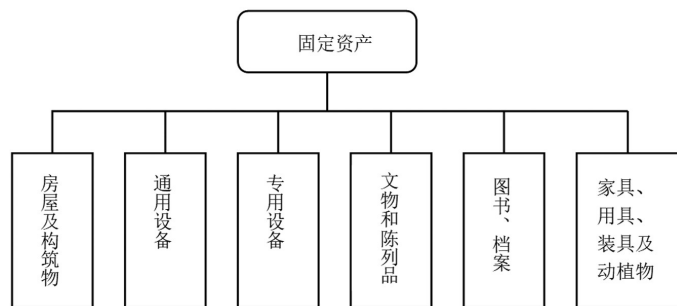 固定资产
房屋及构筑物
通用设备
专用设备
文物和陈列品
图书、档案
家具、
用具、
装具及
动植物